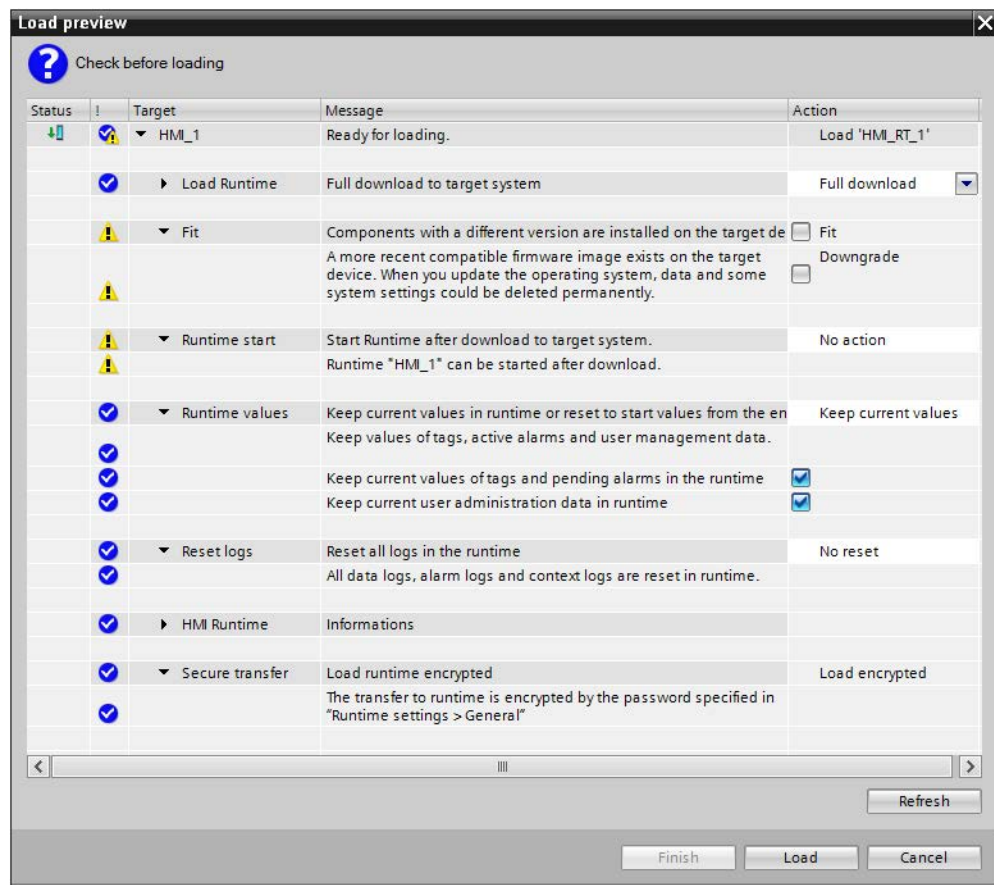 Load preview
Check before loading
Status ! Target Message Action
HMI_1 Ready for loading. Load 'HMI_RT_1'
Load Runtime Full download to target system Full download
Fit Components with a different version are installed on the target de Fit
A more recent compatible firmware image exists on the target Downgrade
device. When you update the operating system, data and some
system settings could be deleted permanently.
Runtime start Start Runtime after download to target system. No action
Runtime "HMI_1" can be started after download.
Runtime values Keep current values in runtime or reset to start values from the en Keep current values
Keep values of tags, active alarms and user management data.
Keep current values of tags and pending alarms in the runtime
Keep current user administration data in runtime
Reset logs Reset all logs in the runtime No reset
All data logs, alarm logs and context logs are reset in runtime.
HMI Runtime Informations
Secure transfer Load runtime encrypted Load encrypted
The transfer to runtime is encrypted by the password specified in
“Runtime settings > General”
Refresh
Finish Load Cancel